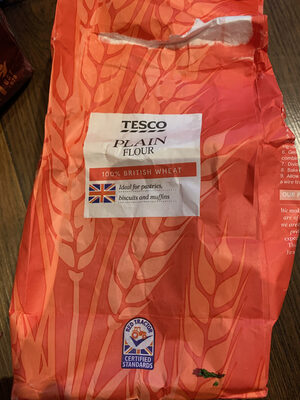 TESCO
PLAIN
FLOUR
100% BRITISH WHEAT
Ideal for pastries,
biscuits and muffins
RED TRACTOR
CERTIFIED
STANDARDS